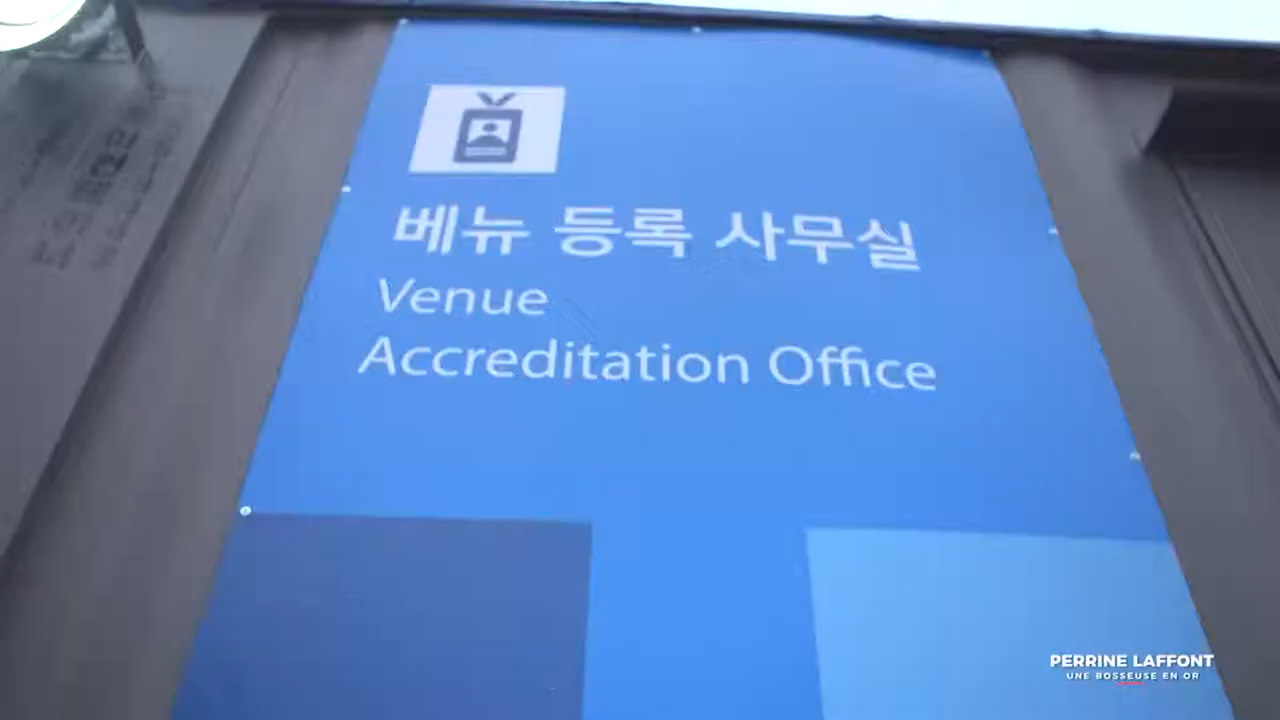 베뉴 등록 사무실
Venue
Accreditation Office
PERRINE LAFFONT
UNE BOSSEUSE EN OR